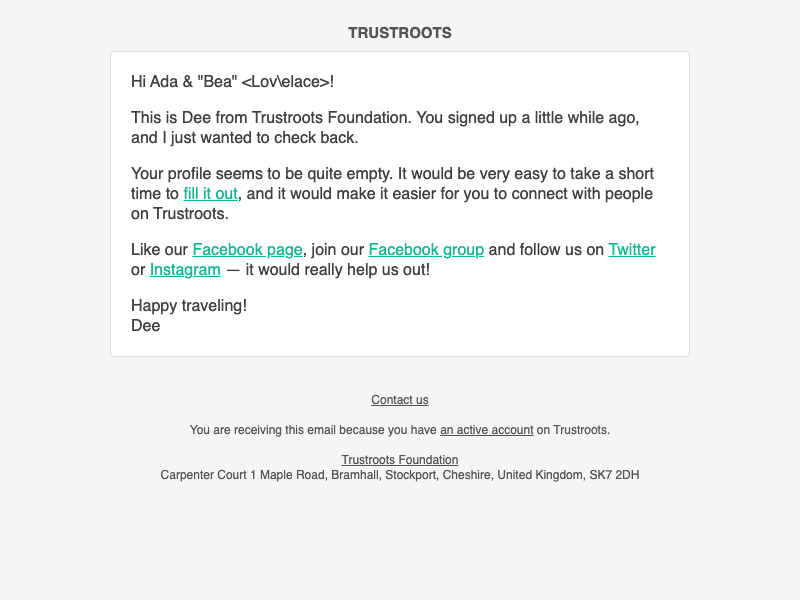 TRUSTROOTS
Hi Ada & "Bea" <Lov\elace>!
This is Dee from Trustroots Foundation. You signed up a little while ago,
and I just wanted to check back.
Your profile seems to be quite empty. It would be very easy to take a short
time to fill it out, and it would make it easier for you to connect with people
on Trustroots.
Like our Facebook page, join our Facebook group and follow us on Twitter
or Instagram — it would really help us out!
Happy traveling!
Dee
Contact us
You are receiving this email because you have an active account on Trustroots.
Trustroots Foundation
Carpenter Court 1 Maple Road, Bramhall, Stockport, Cheshire, United Kingdom, SK7 2DH